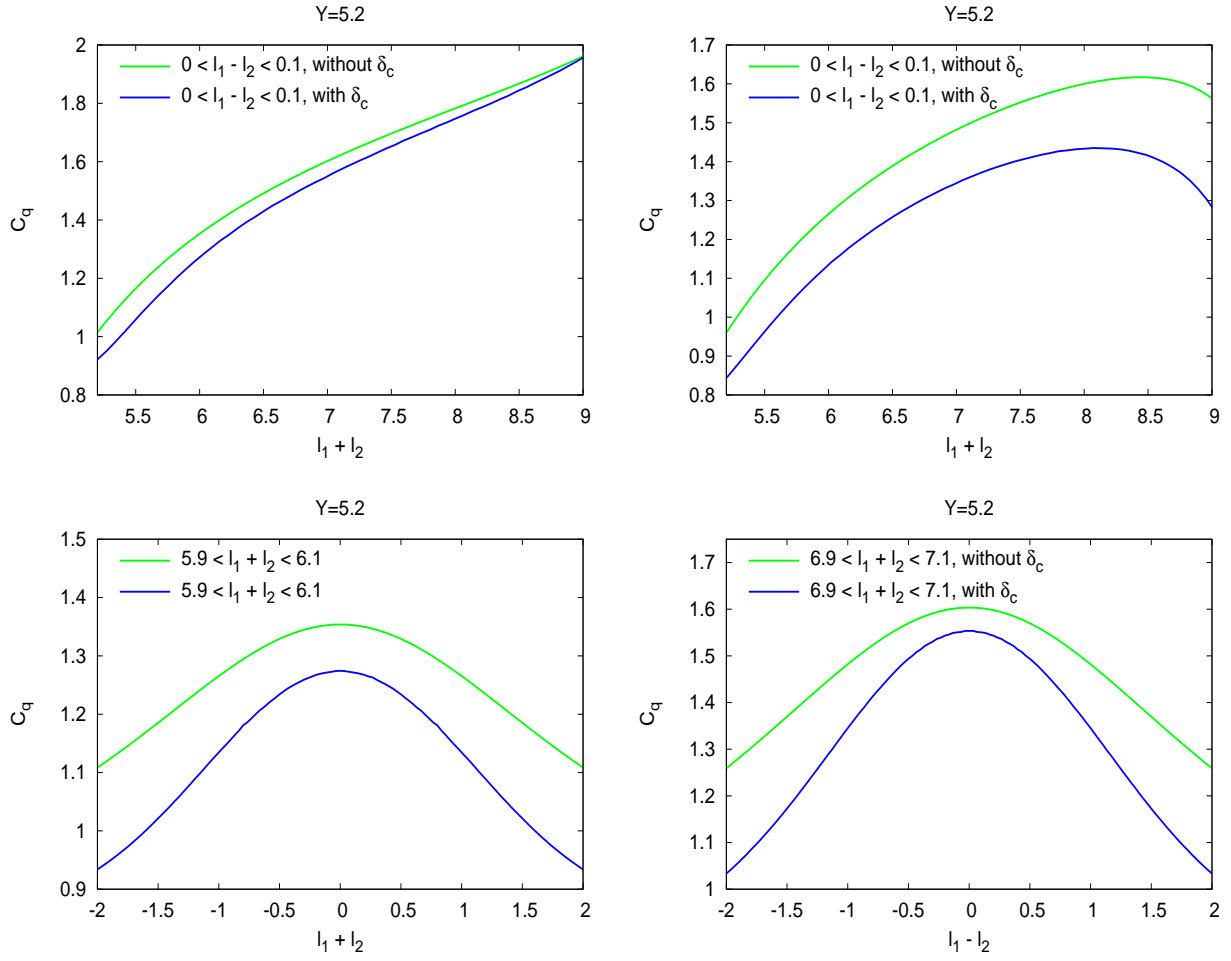 Y=5.2
0 < l1 - l2 < 0.1, without δc
0 < l1 - l2 < 0.1, with δc
Cq
2
1.8
1.6
1.4
1.2
1
0.8
5.5 6 6.5 7 7.5 8 8.5 9
l1 + l2
Y=5.2
0 < l1 - l2 < 0.1, without δc
0 < l1 - l2 < 0.1, with δc
Cq
1.7
1.6
1.5
1.4
1.3
1.2
1.1
1
0.9
0.8
5.5 6 6.5 7 7.5 8 8.5 9
l1 + l2
Y=5.2
5.9 < l1 + l2 < 6.1
5.9 < l1 + l2 < 6.1
Cq
1.5
1.4
1.3
1.2
1.1
1
0.9
-2 -1.5 -1 -0.5 0 0.5 1 1.5 2
l1 + l2
Y=5.2
6.9 < l1 + l2 < 7.1, without δc
6.9 < l1 + l2 < 7.1, with δc
Cq
1.7
1.6
1.5
1.4
1.3
1.2
1.1
1
-2 -1.5 -1 -0.5 0 0.5 1 1.5 2
l1 - l2